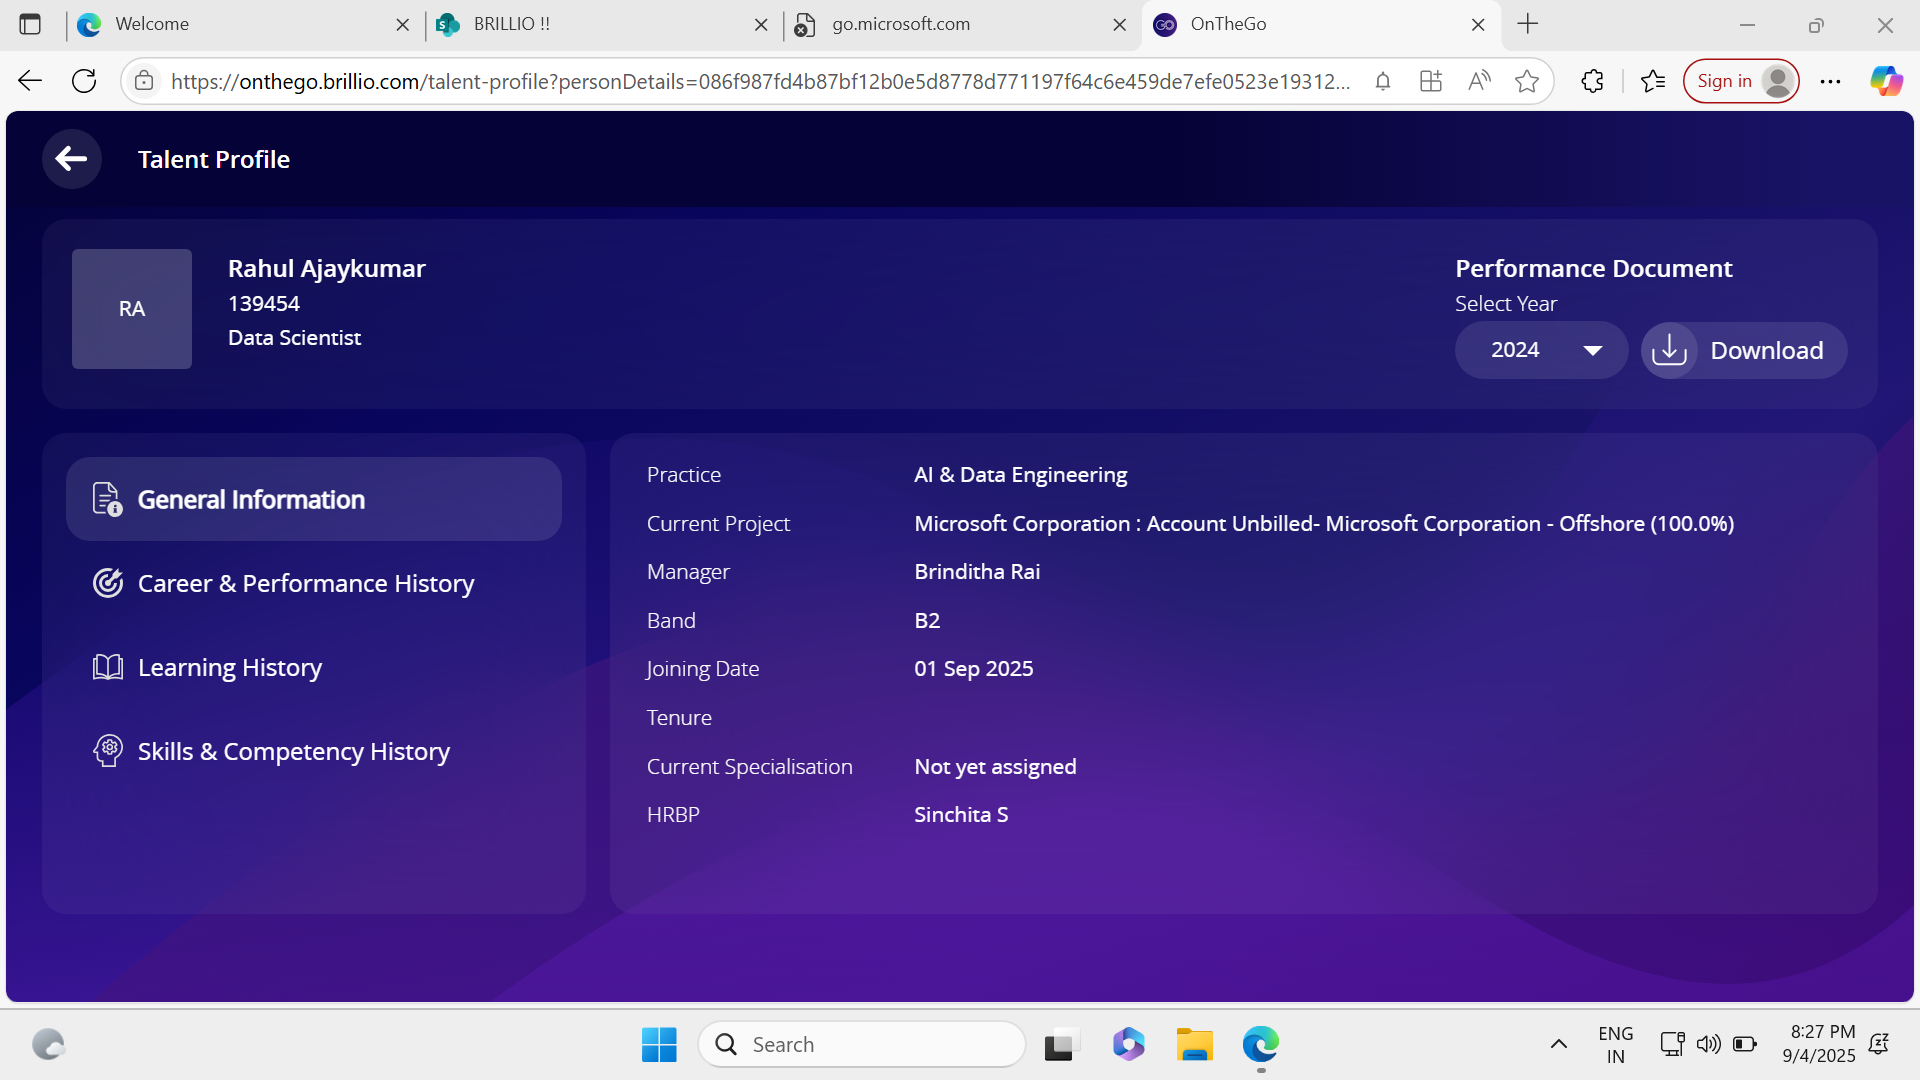 Welcome
BRILLIO !!
go.microsoft.com
OnTheGo
https://onthego.brillio.com/talent-profile?personDetails=086f987fd4b87bf12b0e5d8778d771197f64c6e459de7efe0523e19312...
Sign in
Talent Profile
RA
Rahul Ajaykumar
139454
Data Scientist
Performance Document
Select Year
2024
Download
General Information
Career & Performance History
Learning History
Skills & Competency History
Practice AI & Data Engineering
Current Project Microsoft Corporation : Account Unbilled- Microsoft Corporation - Offshore (100.0%)
Manager Brinditha Rai
Band B2
Joining Date 01 Sep 2025
Tenure
Current Specialisation Not yet assigned
HRBP Sinchita S
Search
ENG
IN
8:27 PM
9/4/2025